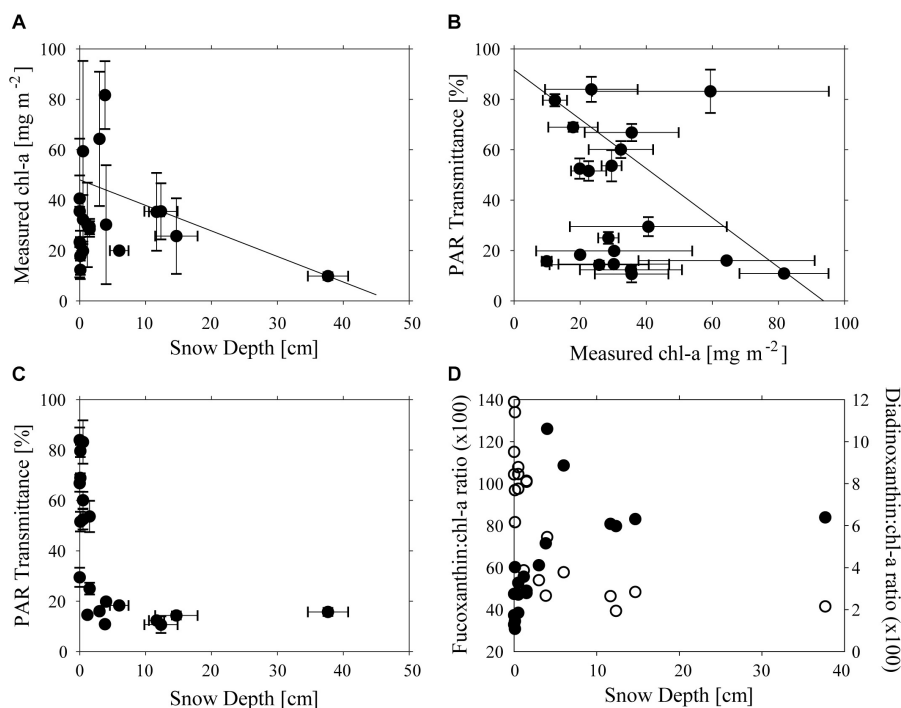 A
Measured chl-a [mg m-2]
100
80
60
40
20
0
0 10 20 30 40 50
Snow Depth [cm]
B
PAR Transmittance [%]
100
80
60
40
20
0
0 20 40 60 80 100
Measured chl-a [mg m-2]
C
PAR Transmittance [%]
100
80
60
40
20
0
0 10 20 30 40 50
Snow Depth [cm]
D
Fucoxanthin:chl-a ratio (x100)
140
120
100
80
60
40
20
0 10 20 30 40
Snow Depth [cm]
12
10
8
6
4
2
0
Diadinoxanthin:chl-a ratio (x100)